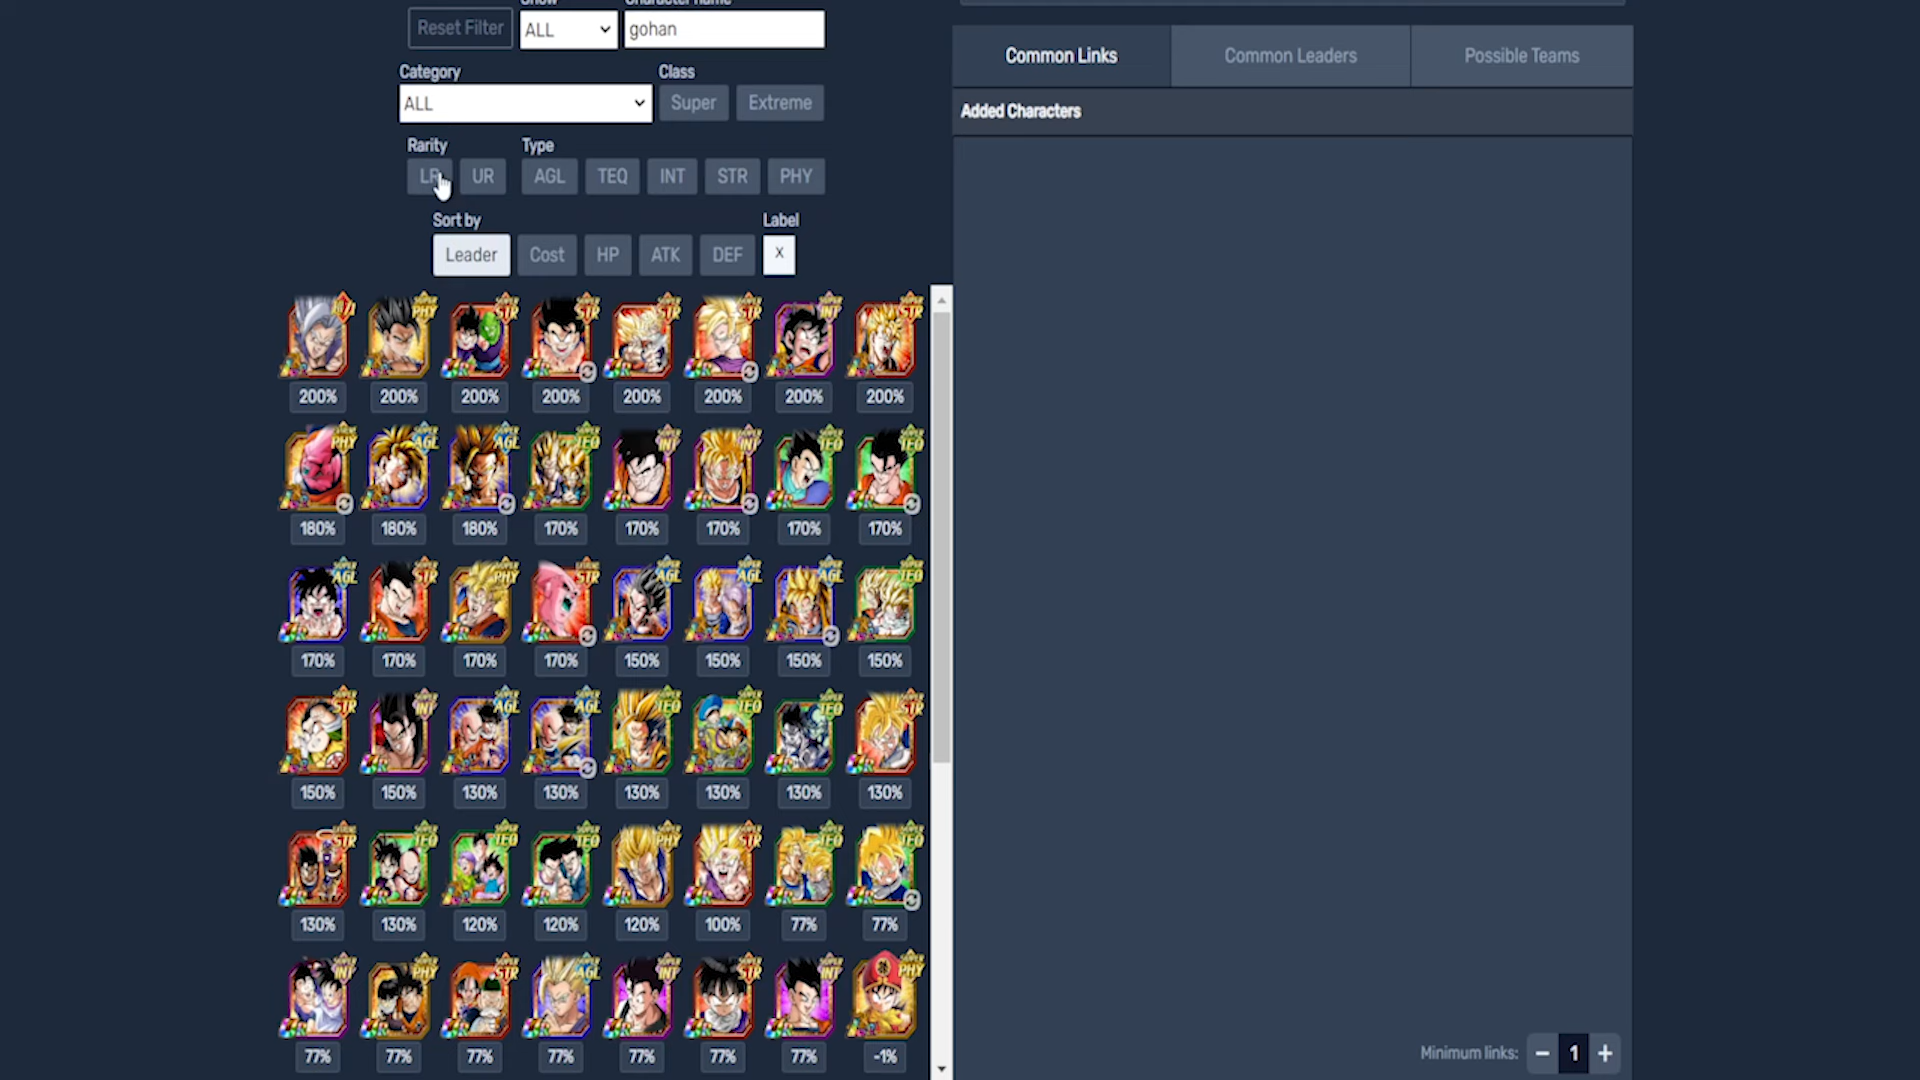 Show Character name
Reset Filter ALL gohan
Category Class
ALL Super Extreme
Rarity Type
LR UR AGL TEQ INT STR PHY
Sort by Label
Leader Cost HP ATK DEF X
200% 200% 200% 200% 200% 200% 200% 200%
180% 180% 180% 170% 170% 170% 170% 170%
170% 170% 170% 170% 150% 150% 150% 150%
150% 150% 130% 130% 130% 130% 130% 130%
130% 130% 120% 120% 120% 100% 77% 77%
77% 77% 77% 77% 77% 77% 77% -1%
Common Links Common Leaders Possible Teams
Added Characters
Minimum links: − 1 +